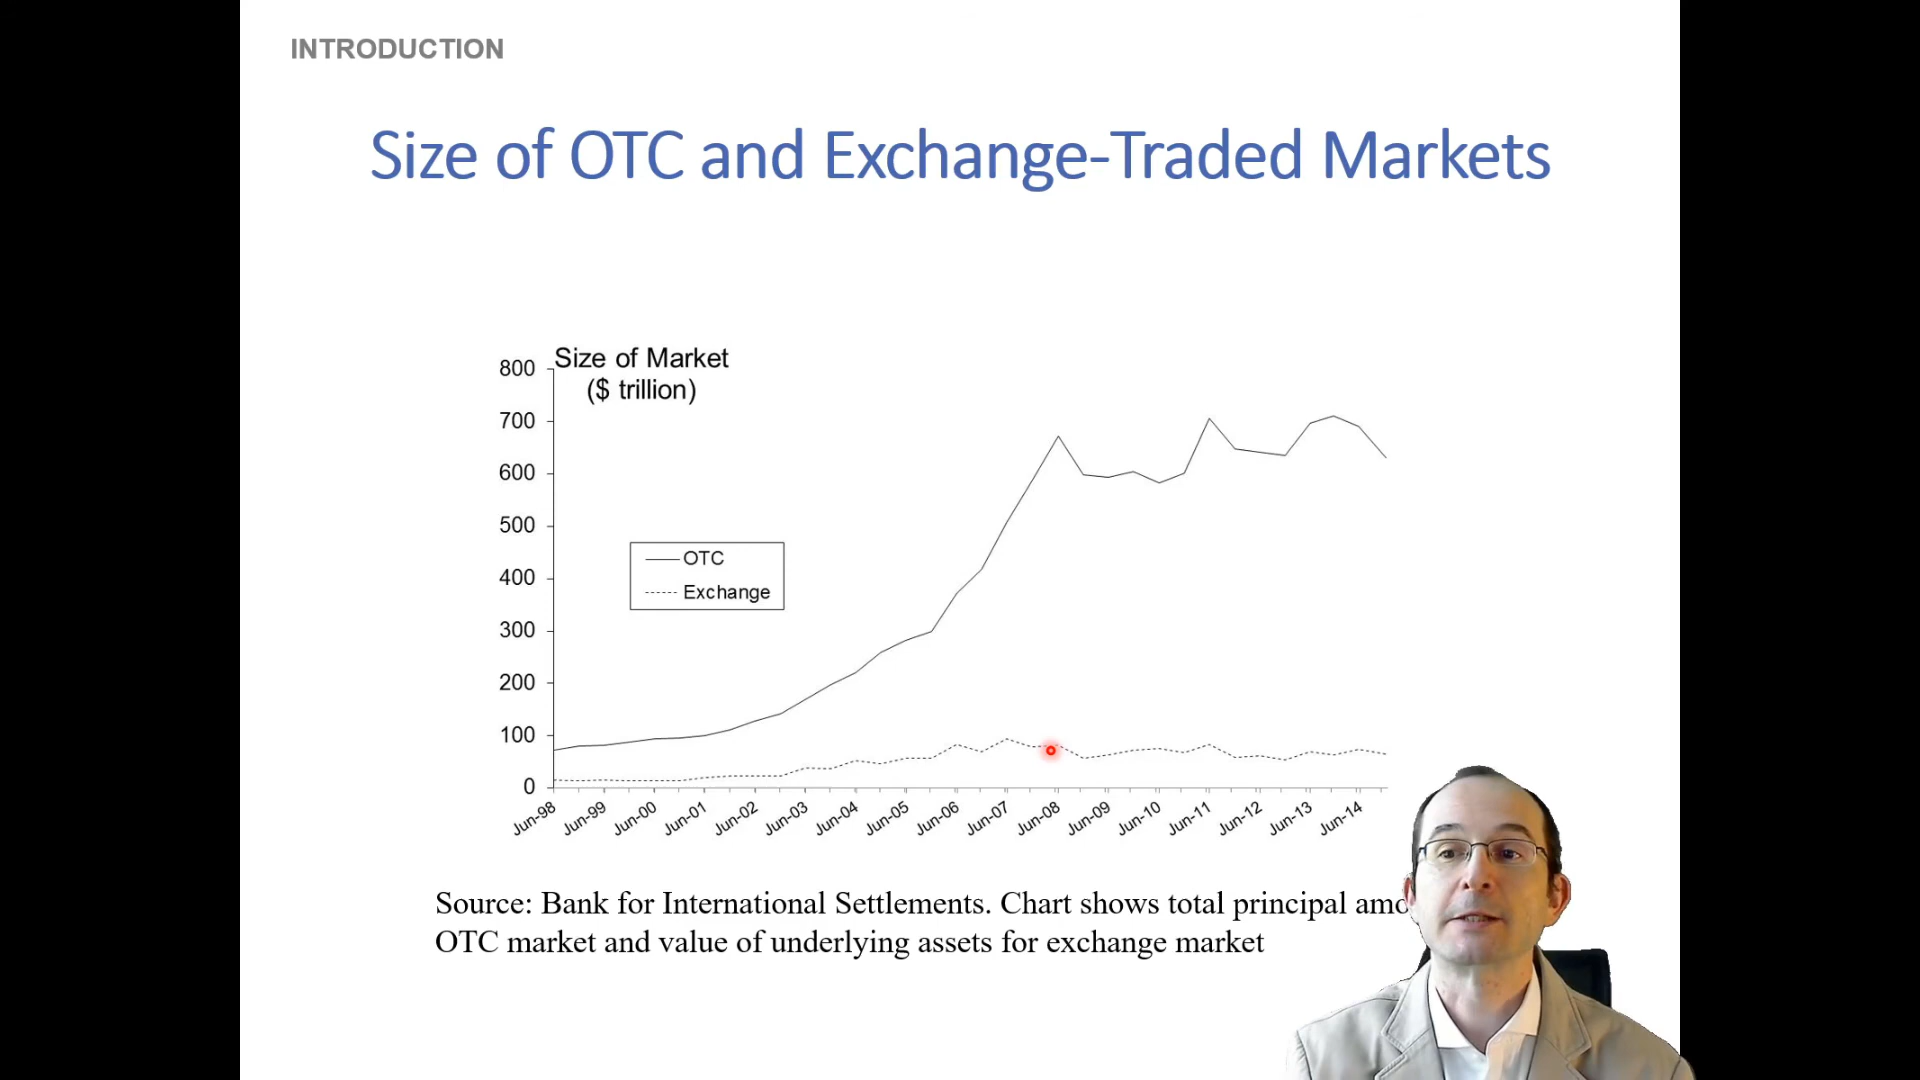 INTRODUCTION
Size of OTC and Exchange-Traded Markets
Size of Market
($ trillion)
800
700
600
500
400
300
200
100
0
OTC
Exchange
Jun-98
Jun-99
Jun-00
Jun-01
Jun-02
Jun-03
Jun-04
Jun-05
Jun-06
Jun-07
Jun-08
Jun-09
Jun-10
Jun-11
Jun-12
Jun-13
Jun-14
Source: Bank for International Settlements. Chart shows total principal
OTC market and value of underlying assets for exchange market